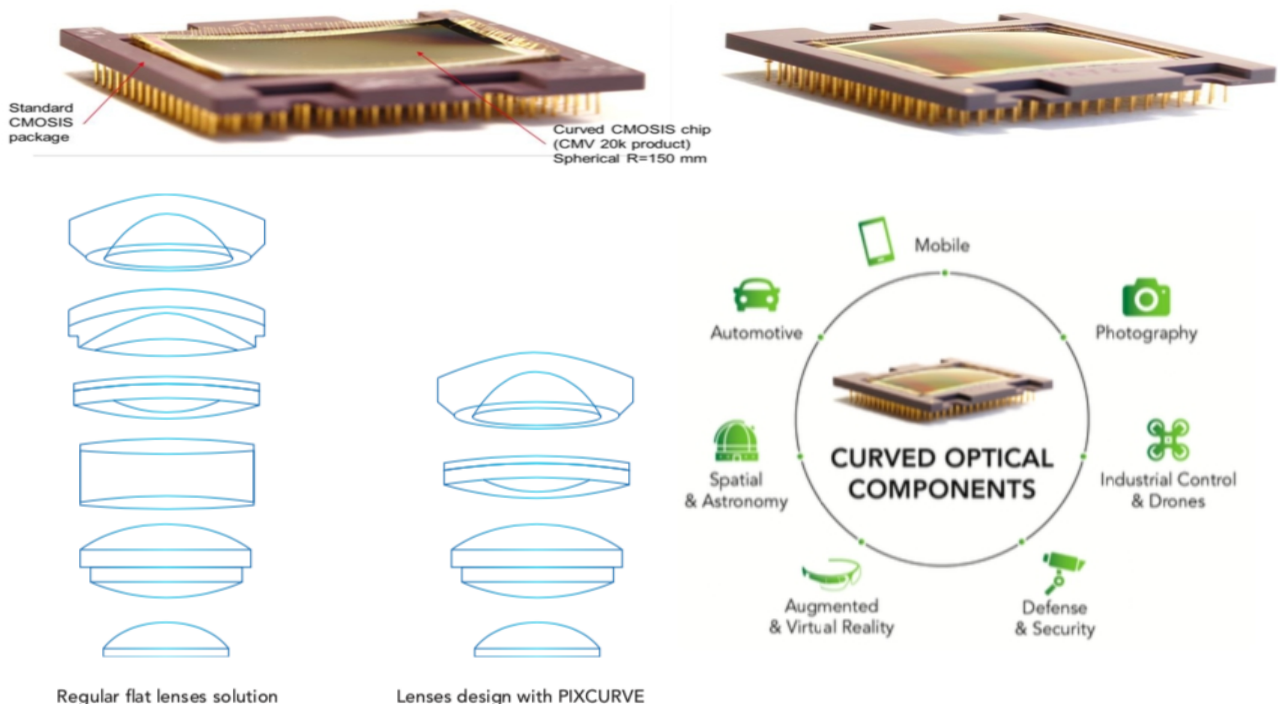 Standard
CMOSIS
package
Curved CMOSIS chip
(CMV 20k product)
Spherical R=150 mm
Mobile
Automotive
Photography
CURVED OPTICAL
COMPONENTS
Spatial
& Astronomy
Industrial Control
& Drones
Augmented
& Virtual Reality
Defense
& Security
Regular flat lenses solution
Lenses design with PIXCURVE